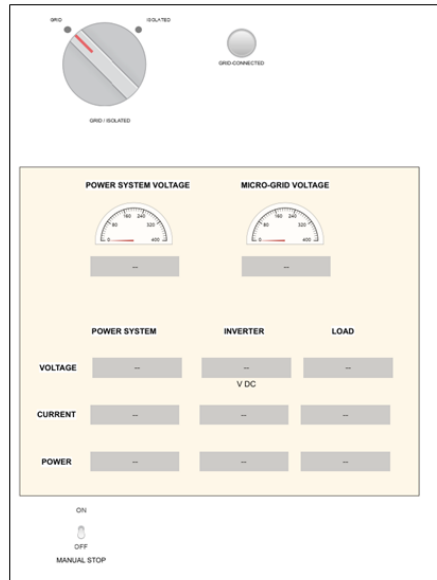 GRID ISOLATED
GRID-CONNECTED
GRID / ISOLATED
POWER SYSTEM VOLTAGE MICRO-GRID VOLTAGE
0 80 160 240 320 400 0 80 160 240 320 400
-- --
POWER SYSTEM INVERTER LOAD
VOLTAGE -- -- --
V DC
CURRENT -- -- --
POWER -- -- --
ON
OFF
MANUAL STOP